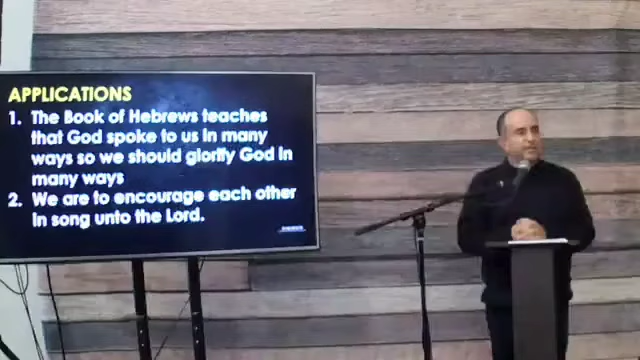 APPLICATIONS
1. The Book of Hebrews teaches
that God spoke to us in many
ways so we should glorify God in
many ways
2. We are to encourage each other
in song unto the Lord.